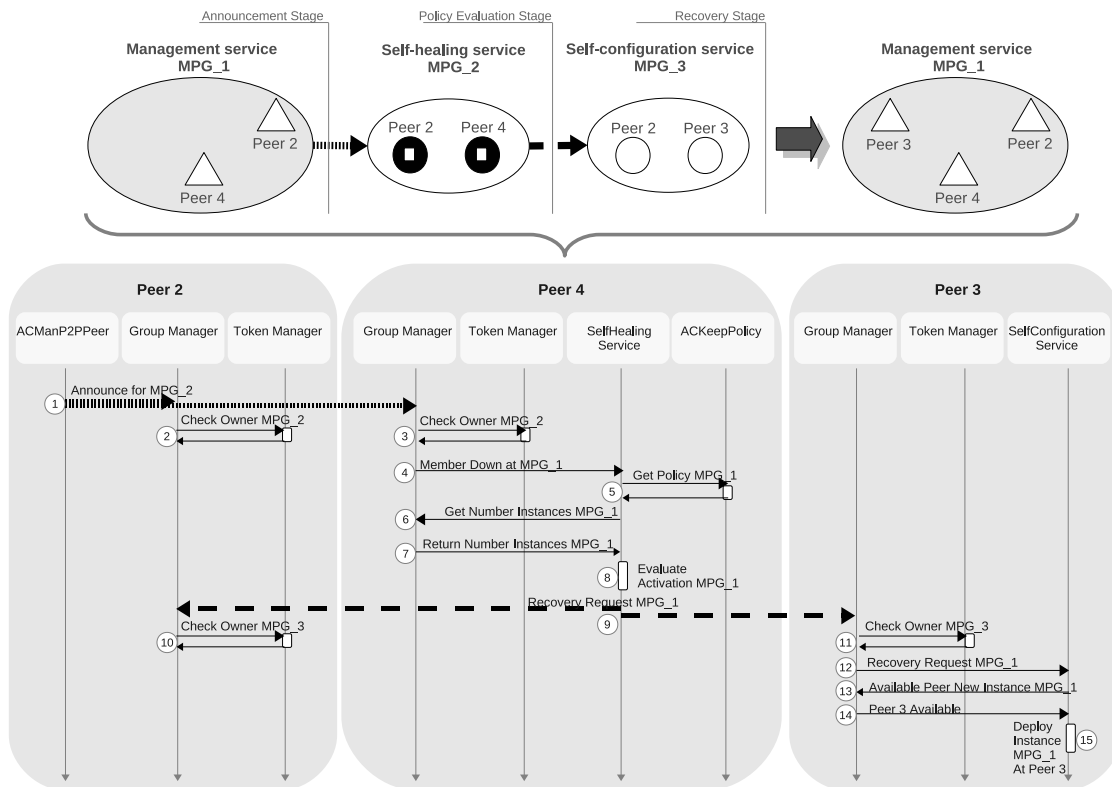 Announcement Stage
Policy Evaluation Stage
Recovery Stage
Management service
MPG_1
Self-healing service
MPG_2
Self-configuration service
MPG_3
Management service
MPG_1
Peer 2
Peer 4
Peer 2
Peer 4
Peer 2
Peer 3
Peer 3
Peer 2
Peer 4
Peer 2
Peer 4
Peer 3
ACManP2PPeer
Group Manager
Token Manager
Group Manager
Token Manager
SelfHealing
Service
ACKeepPolicy
Group Manager
Token Manager
SelfConfiguration
Service
1
Announce for MPG_2
2
Check Owner MPG_2
3
Check Owner MPG_2
4
Member Down at MPG_1
5
Get Policy MPG_1
6
Get Number Instances MPG_1
7
Return Number Instances MPG_1
8
Evaluate
Activation MPG_1
9
Recovery Request MPG_1
10
Check Owner MPG_3
11
Check Owner MPG_3
12
Recovery Request MPG_1
13
Available Peer New Instance MPG_1
14
Peer 3 Available
Deploy
Instance
MPG_1
At Peer 3
15